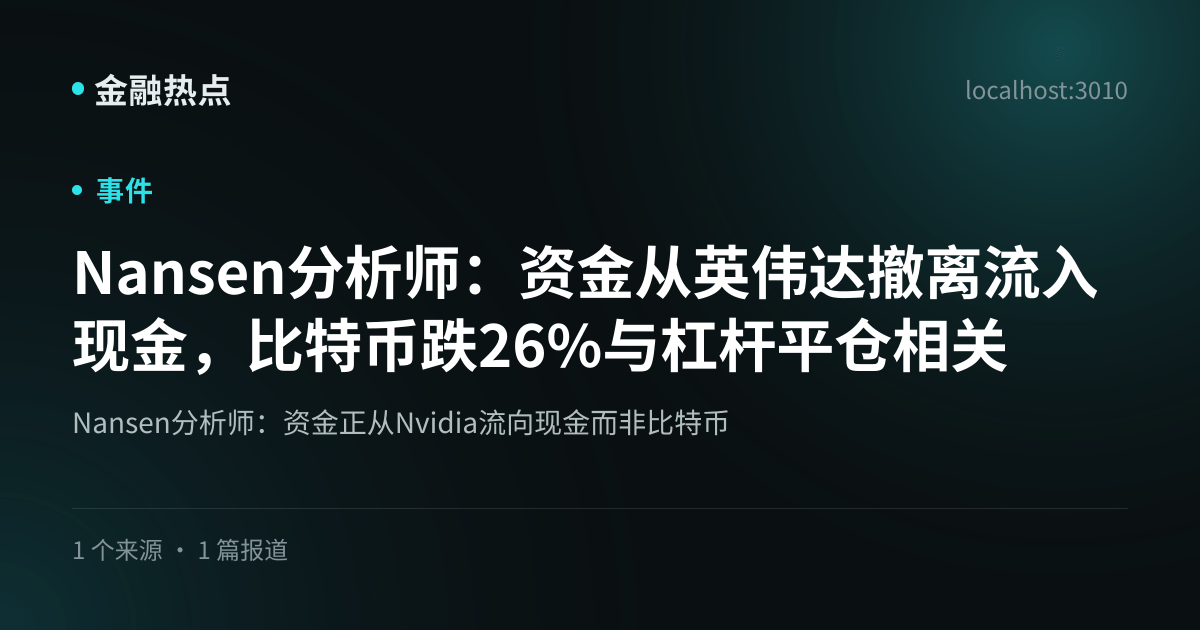 金融热点
localhost:3010
事件
Nansen分析师：资金从英伟达撤离流入
现金，比特币跌26%与杠杆平仓相关
Nansen分析师：资金正从Nvidia流向现金而非比特币
1 个来源 · 1 篇报道